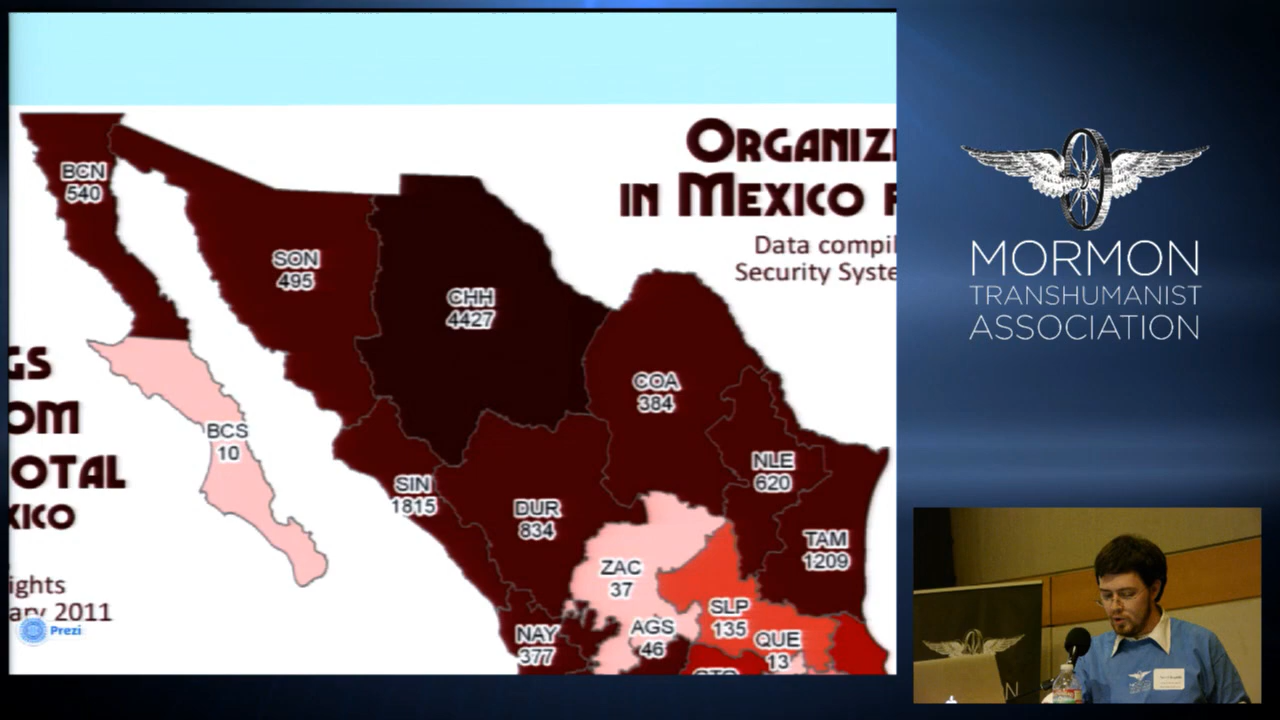 ORGANIZ
IN MEXICO
Data compil
Security Syste
BCN
540
SON
495
CHH
4427
COA
384
BCS
10
SIN
1815
DUR
834
NLE
620
TAM
1209
ZAC
37
SLP
135
AGS
46
QUE
13
NAY
377
GS
OM
OTAL
XICO
ights
ary 2011
Prezi
MORMON
TRANSHUMANIST
ASSOCIATION